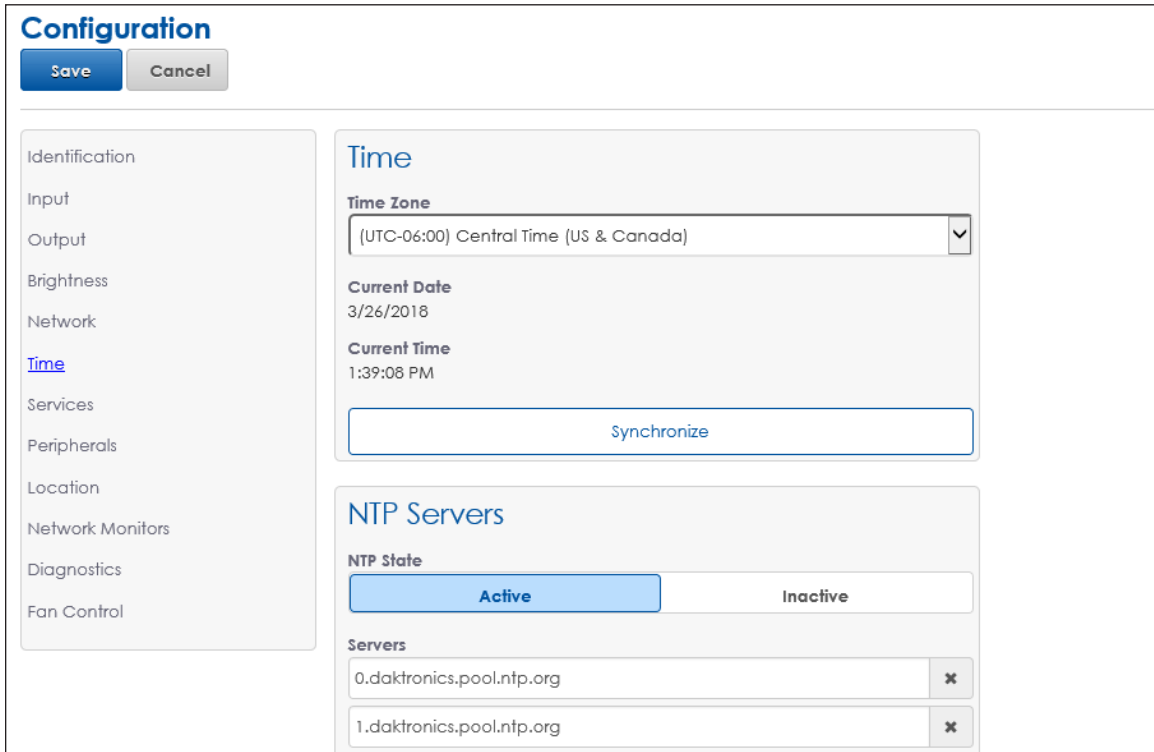 Configuration
Save
Cancel
Identification
Input
Output
Brightness
Network
Time
Services
Peripherals
Location
Network Monitors
Diagnostics
Fan Control
Time
Time Zone
(UTC-06:00) Central Time (US & Canada)
Current Date
3/26/2018
Current Time
1:39:08 PM
Synchronize
NTP Servers
NTP State
Active
Inactive
Servers
0.daktronics.pool.ntp.org
1.daktronics.pool.ntp.org